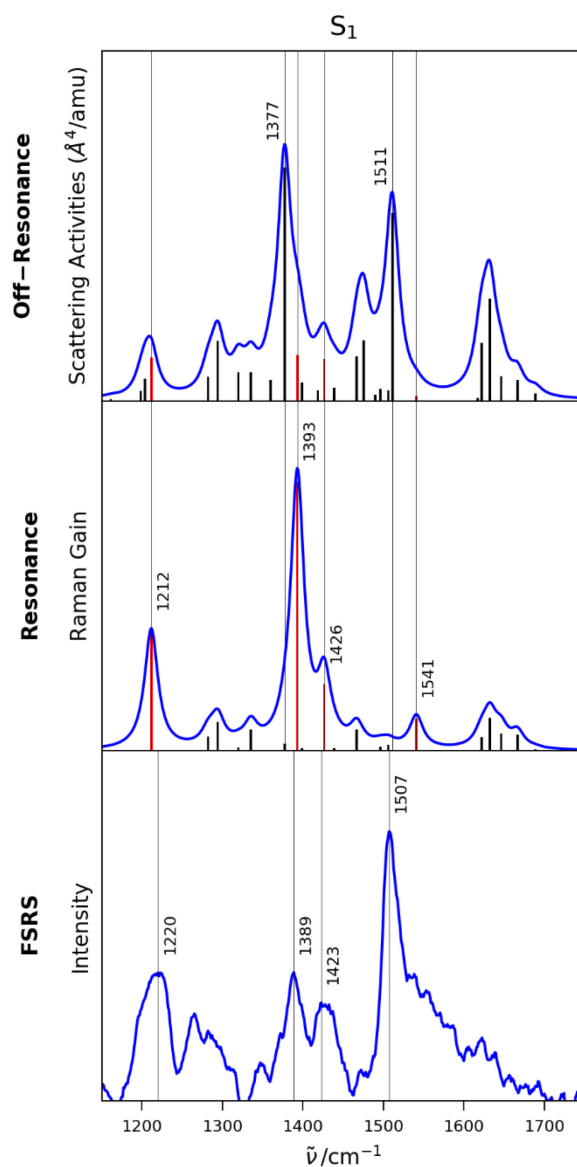 S₁
Off−Resonance
Scattering Activities (Å⁴/amu)
1377
1511
Resonance
Raman Gain
1212
1393
1426
1541
FSRS
Intensity
1220
1389
1423
1507
1200 1300 1400 1500 1600 1700
ν̃/cm⁻¹